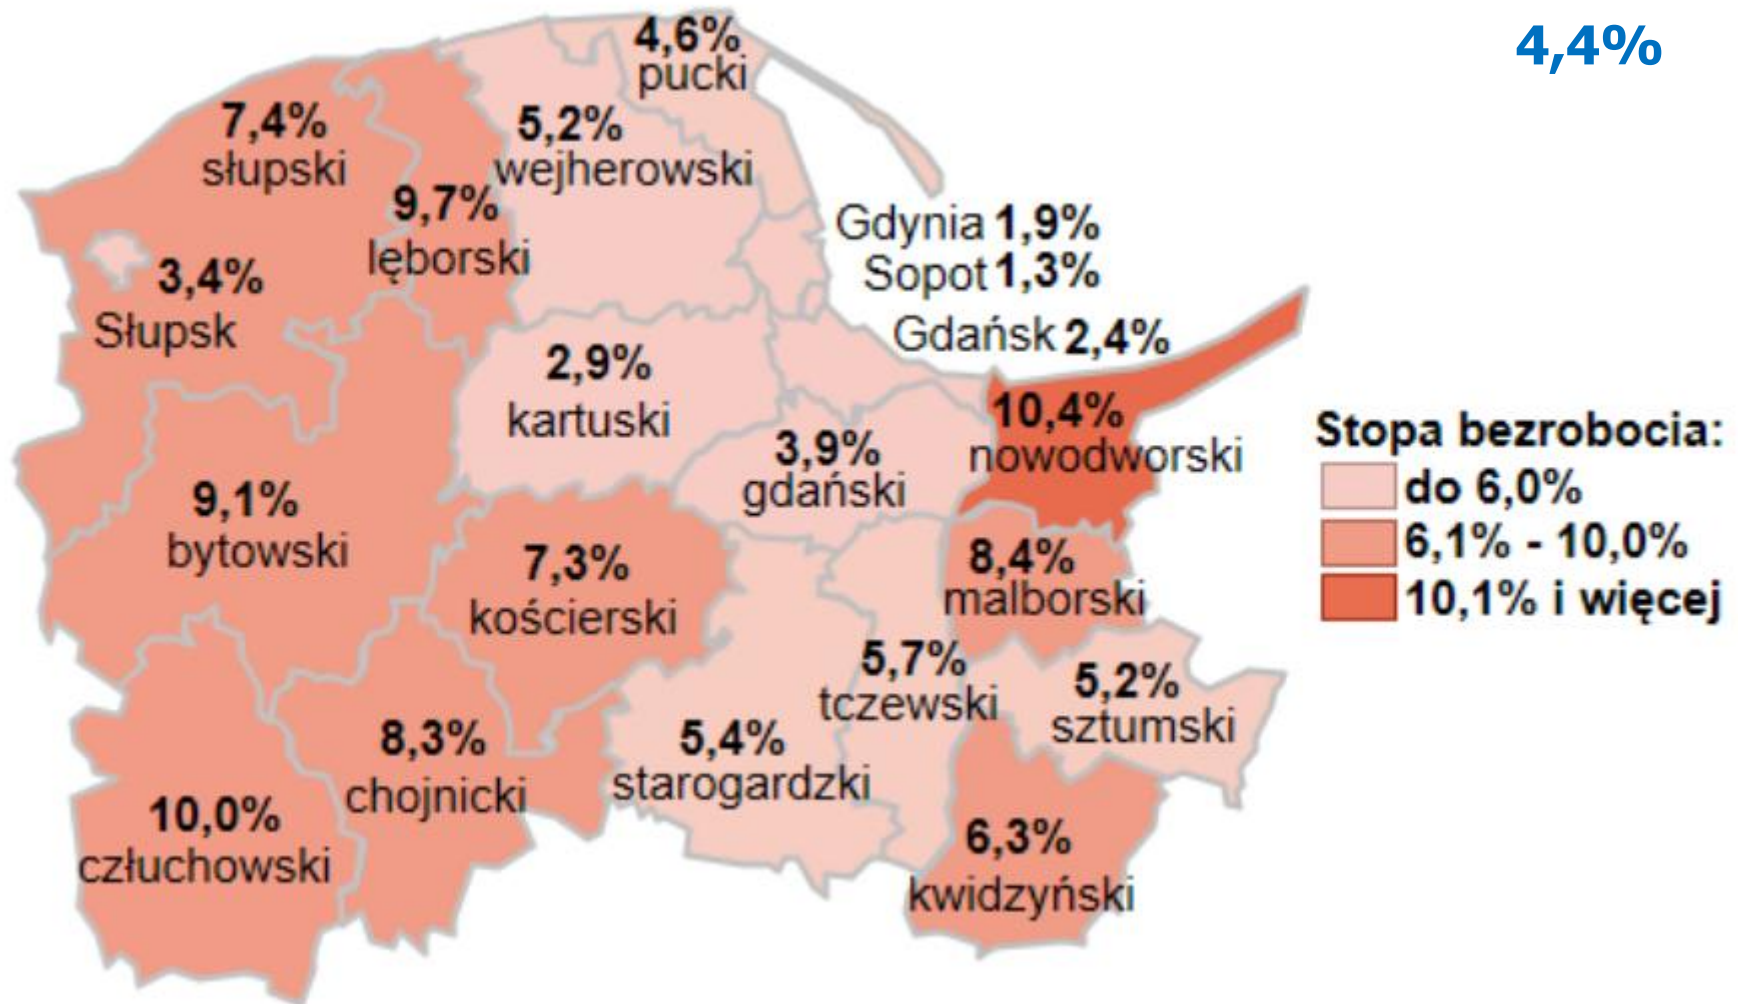 4,4%
4,6%
pucki
7,4%
słupski
5,2%
wejherowski
9,7%
lęborski
Gdynia 1,9%
Sopot 1,3%
Gdańsk 2,4%
3,4%
Słupsk
2,9%
kartuski
10,4%
nowodworski
3,9%
gdański
9,1%
bytowski
7,3%
kościerski
8,4%
malborski
5,7%
tczewski
5,2%
sztumski
8,3%
chojnicki
5,4%
starogardzki
10,0%
człuchowski
6,3%
kwidzyński
Stopa bezrobocia:
do 6,0%
6,1% - 10,0%
10,1% i więcej